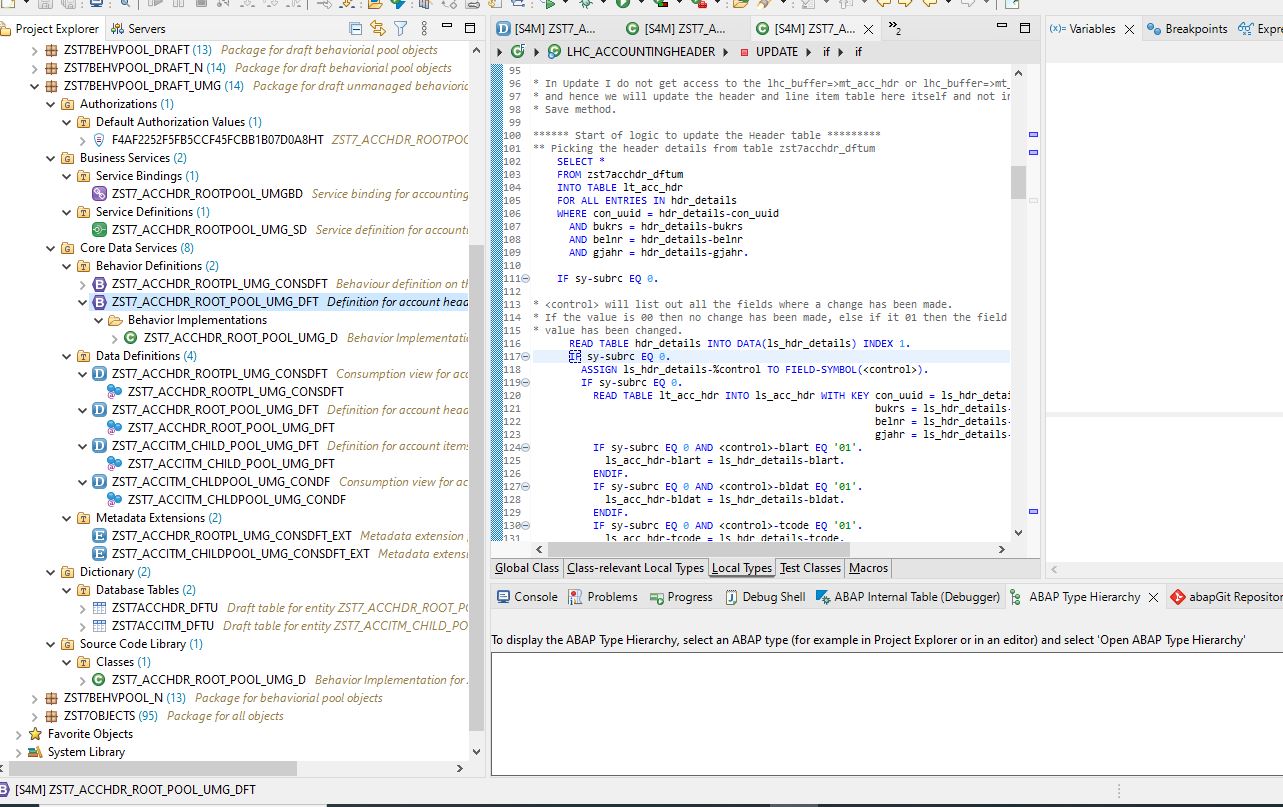 [S4M] ZST7_A...
[S4M] ZST7_A...
[S4M] ZST7_A...
2
Project Explorer
Servers
ZST7BEHVPOOL_DRAFT (13) Package for draft behaviorial pool objects
ZST7BEHVPOOL_DRAFT_N (14) Package for draft behaviorial pool objects
ZST7BEHVPOOL_DRAFT_UMG (14) Package for draft unmanaged behavioria
Authorizations (1)
Default Authorization Values (1)
F4AF2252F5FB5CCF45FCBB1B07D0A8HT ZST7_ACCHDR_ROOTPOO
Business Services (2)
Service Bindings (1)
ZST7_ACCHDR_ROOTPOOL_UMGBD Service binding for accounting
Service Definitions (1)
ZST7_ACCHDR_ROOTPOOL_UMG_SD Service definition for account
Core Data Services (8)
Behavior Definitions (2)
ZST7_ACCHDR_ROOTPL_UMG_CONSDFT Behaviour definition on th
ZST7_ACCHDR_ROOT_POOL_UMG_DFT Definition for account head
Behavior Implementations
ZST7_ACCHDR_ROOT_POOL_UMG_D Behavior Implementatio
Data Definitions (4)
ZST7_ACCHDR_ROOTPL_UMG_CONSDFT Consumption view for acc
ZST7_ACCHDR_ROOTPL_UMG_CONSDFT
ZST7_ACCHDR_ROOT_POOL_UMG_DFT Definition for account head
ZST7_ACCHDR_ROOT_POOL_UMG_DFT
ZST7_ACCITM_CHILD_POOL_UMG_DFT Definition for account items
ZST7_ACCITM_CHILD_POOL_UMG_DFT
ZST7_ACCITM_CHLDPOOL_UMG_CONDF Consumption view for ac
ZST7_ACCITM_CHLDPOOL_UMG_CONDF
Metadata Extensions (2)
ZST7_ACCHDR_ROOTPL_UMG_CONSDFT_EXT Metadata extension
ZST7_ACCITM_CHILDPOOL_UMG_CONSDFT_EXT Metadata extens
Dictionary (2)
Database Tables (2)
ZST7ACCHDR_DFTU Draft table for entity ZST7_ACCHDR_ROOT_PO
ZST7ACCITM_DFTU Draft table for entity ZST7_ACCITM_CHILD_PO
Source Code Library (1)
Classes (1)
ZST7_ACCHDR_ROOT_POOL_UMG_D Behavior Implementation for
ZST7BEHVPOOL_N (13) Package for behaviorial pool objects
ZST7OBJECTS (95) Package for all objects
Favorite Objects
System Library
LHC_ACCOUNTINGHEADER
UPDATE
if
if
95
96 * In Update I do not get access to the lhc_buffer=>mt_acc_hdr or lhc_buffer=>mt_
97 * and hence we will update the header and line item table here itself and not in
98 * Save method.
99
100 ****** Start of logic to update the Header table *********
101 ** Picking the header details from table zst7acchdr_dftum
102 SELECT *
103 FROM zst7acchdr_dftum
104 INTO TABLE lt_acc_hdr
105 FOR ALL ENTRIES IN hdr_details
106 WHERE con_uuid = hdr_details-con_uuid
107 AND bukrs = hdr_details-bukrs
108 AND belnr = hdr_details-belnr
109 AND gjahr = hdr_details-gjahr.
110
111 IF sy-subrc EQ 0.
112
113 * <control> will list out all the fields where a change has been made.
114 * If the value is 00 then no change has been made, else if it 01 then the field
115 * value has been changed.
116 READ TABLE hdr_details INTO DATA(ls_hdr_details) INDEX 1.
117 IF sy-subrc EQ 0.
118 ASSIGN ls_hdr_details-%control TO FIELD-SYMBOL(<control>).
119 IF sy-subrc EQ 0.
120 READ TABLE lt_acc_hdr INTO ls_acc_hdr WITH KEY con_uuid = ls_hdr_detai
121 bukrs = ls_hdr_details-
122 belnr = ls_hdr_details-
123 gjahr = ls_hdr_details-
124 IF sy-subrc EQ 0 AND <control>-blart EQ '01'.
125 ls_acc_hdr-blart = ls_hdr_details-blart.
126 ENDIF.
127 IF sy-subrc EQ 0 AND <control>-bldat EQ '01'.
128 ls_acc_hdr-bldat = ls_hdr_details-bldat.
129 ENDIF.
130 IF sy-subrc EQ 0 AND <control>-tcode EQ '01'.
131 ls_acc_hdr-tcode = ls_hdr_details-tcode.
Global Class
Class-relevant Local Types
Local Types
Test Classes
Macros
(x)= Variables
Breakpoints
Expre
Console
Problems
Progress
Debug Shell
ABAP Internal Table (Debugger)
ABAP Type Hierarchy
abapGit Repositor
To display the ABAP Type Hierarchy, select an ABAP type (for example in Project Explorer or in an editor) and select 'Open ABAP Type Hierarchy'
[S4M] ZST7_ACCHDR_ROOT_POOL_UMG_DFT